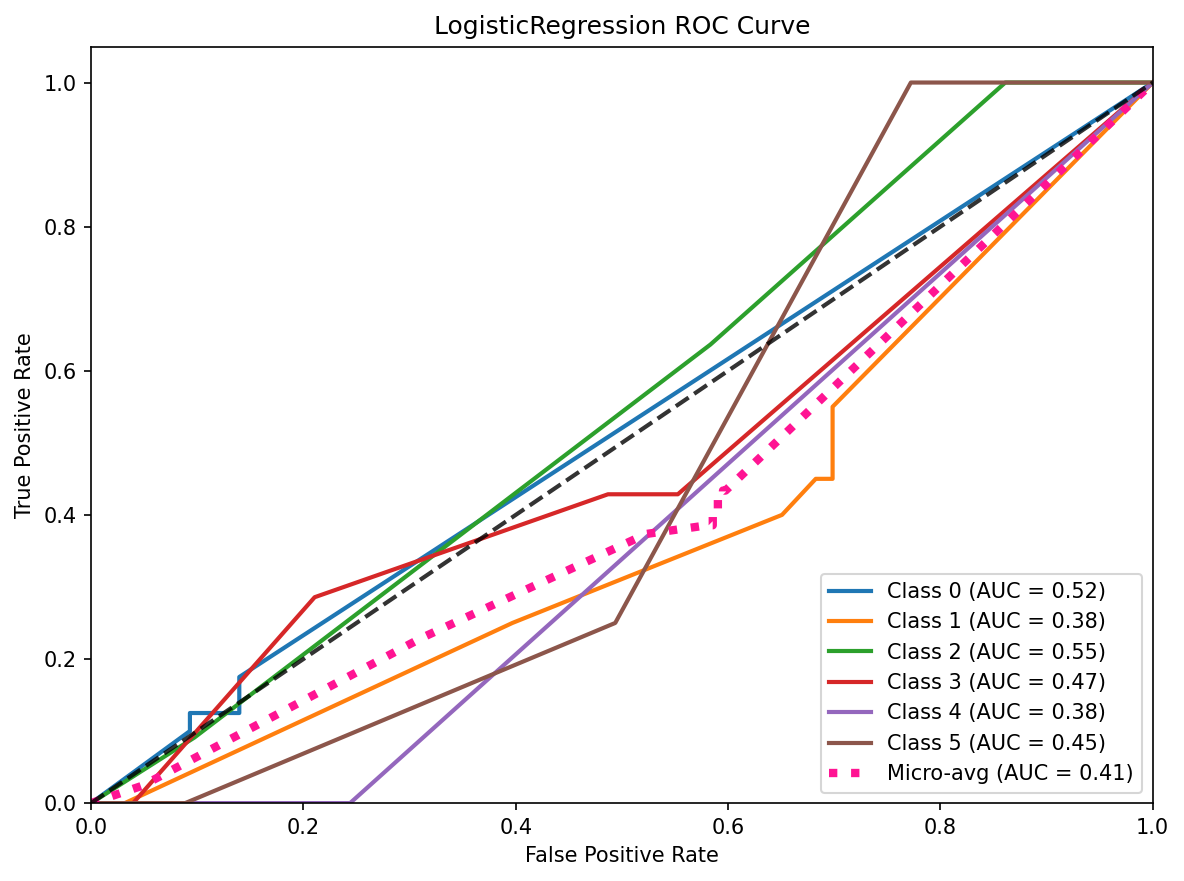 LogisticRegression ROC Curve
True Positive Rate
1.0
0.8
0.6
0.4
0.2
0.0
0.0 0.2 0.4 0.6 0.8 1.0
False Positive Rate
Class 0 (AUC = 0.52)
Class 1 (AUC = 0.38)
Class 2 (AUC = 0.55)
Class 3 (AUC = 0.47)
Class 4 (AUC = 0.38)
Class 5 (AUC = 0.45)
Micro-avg (AUC = 0.41)